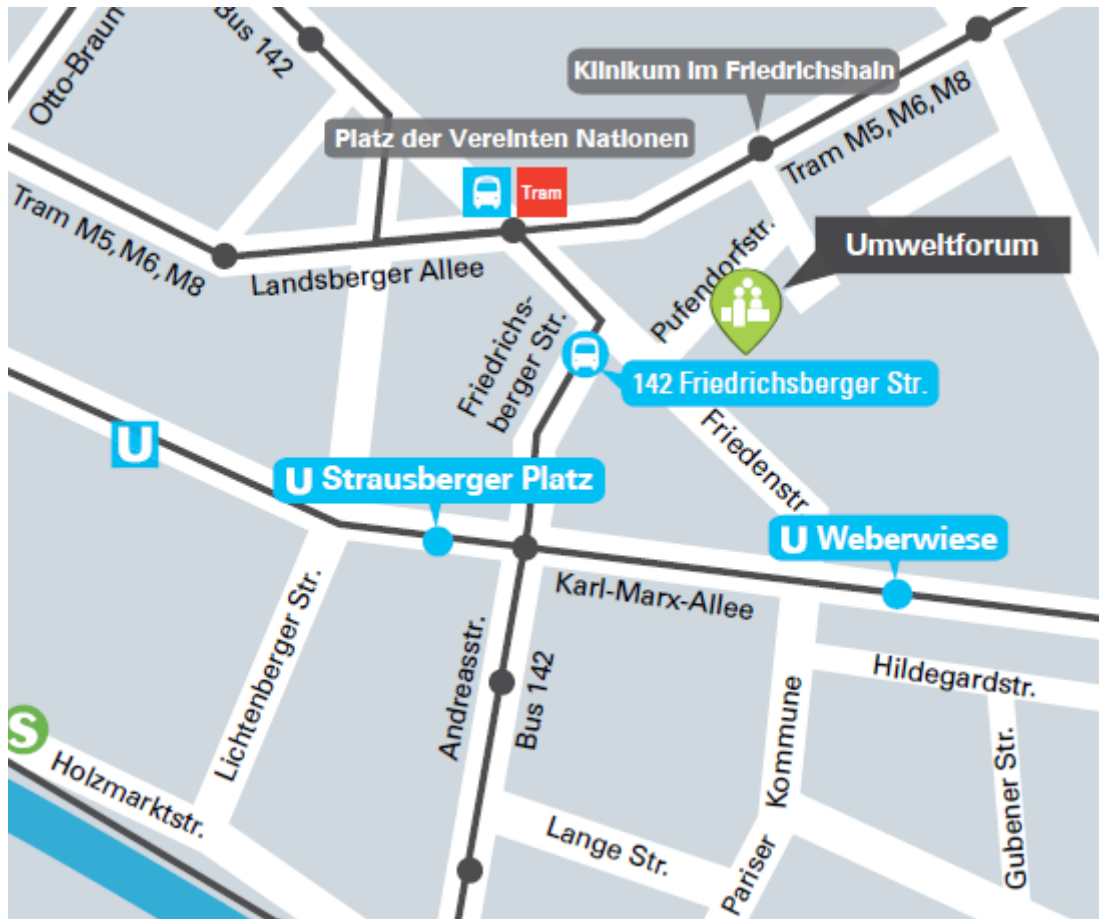 Otto-Braun
Bus 142
Klinikum im Friedrichshain
Platz der Vereinten Nationen
Tram
Tram M5, M6, M8
Tram M5, M6, M8
Landsberger Allee
Pufendorfstr.
Umweltforum
Friedrichs-
berger Str.
142 Friedrichsberger Str.
Friedenstr
U
U Strausberger Platz
U Weberwiese
Karl-Marx-Allee
Lichtenberger Str.
Andreasstr.
Bus 142
Hildegardstr.
S
Holzmarktstr.
Lange Str.
Pariser Kommune
Gubener Str.